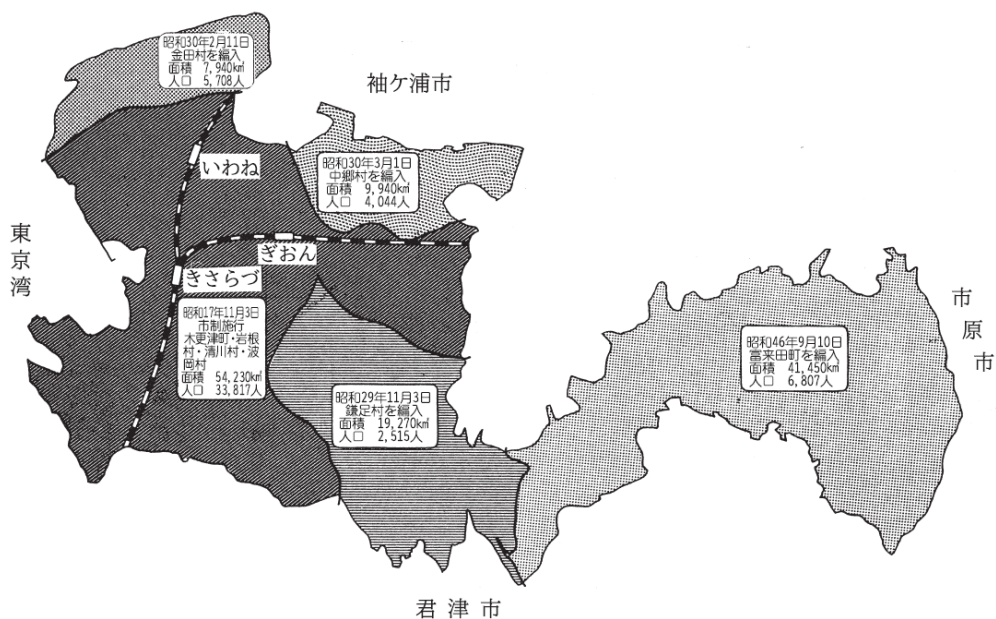 昭和30年2月11日
金田村を編入
面積 7,940k㎡
人口 5,708人
袖ケ浦市
いわね
昭和30年3月1日
中郷村を編入
面積 9,940k㎡
人口 4,044人
東京湾
ぎおん
きさらづ
昭和17年11月3日
市制施行
木更津町・岩根
村・清川村・波
岡村
面積 54,230k㎡
人口 33,817人
昭和29年11月3日
鎌足村を編入
面積 19,270k㎡
人口 2,515人
昭和46年9月10日
富来田町を編入
面積 41,450k㎡
人口 6,807人
市原市
君津市